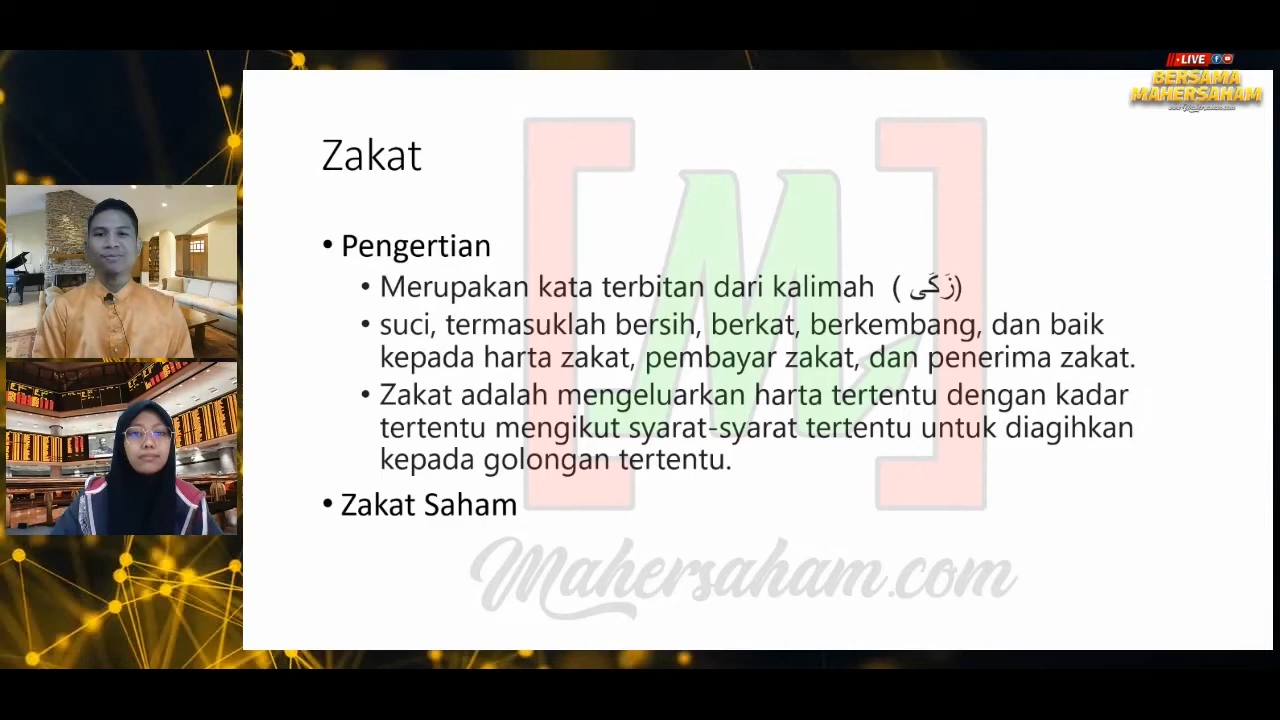 LIVE
BERSAMA
MAHERSAHAM
Zakat
• Pengertian
• Merupakan kata terbitan dari kalimah ( زَكَى)
• suci, termasuklah bersih, berkat, berkembang, dan baik
kepada harta zakat, pembayar zakat, dan penerima zakat.
• Zakat adalah mengeluarkan harta tertentu dengan kadar
tertentu mengikut syarat-syarat tertentu untuk diagihkan
kepada golongan tertentu.
• Zakat Saham
Mahersaham.com